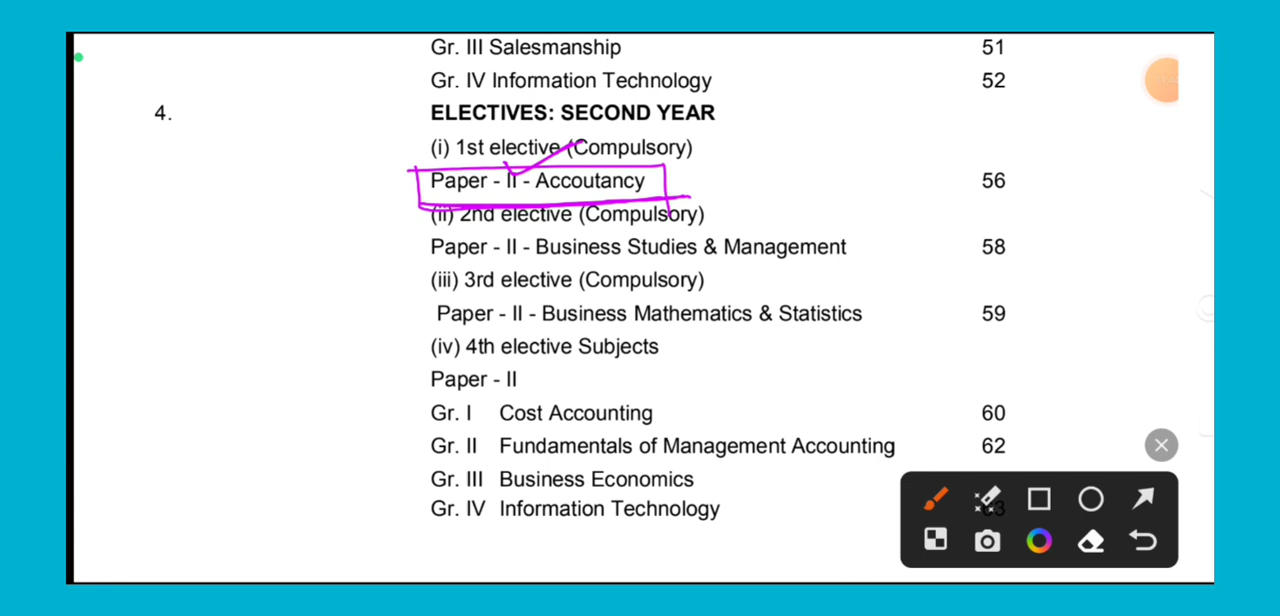 Gr. III Salesmanship 51
Gr. IV Information Technology 52
4. ELECTIVES: SECOND YEAR
(i) 1st elective (Compulsory)
Paper - II - Accoutancy 56
(ii) 2nd elective (Compulsory)
Paper - II - Business Studies & Management 58
(iii) 3rd elective (Compulsory)
Paper - II - Business Mathematics & Statistics 59
(iv) 4th elective Subjects
Paper - II
Gr. I Cost Accounting 60
Gr. II Fundamentals of Management Accounting 62
Gr. III Business Economics
Gr. IV Information Technology